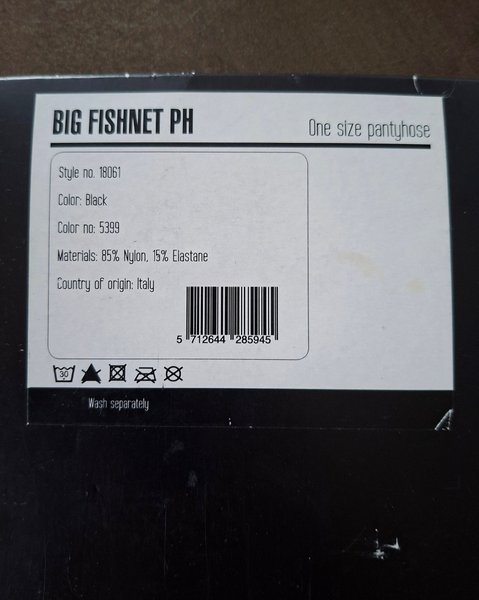 BIG FISHNET PH
One size pantyhose
Style no. 18061
Color: Black
Color no: 5399
Materials: 85% Nylon, 15% Elastane
Country of origin: Italy
5 712644 285945
30
Wash separately